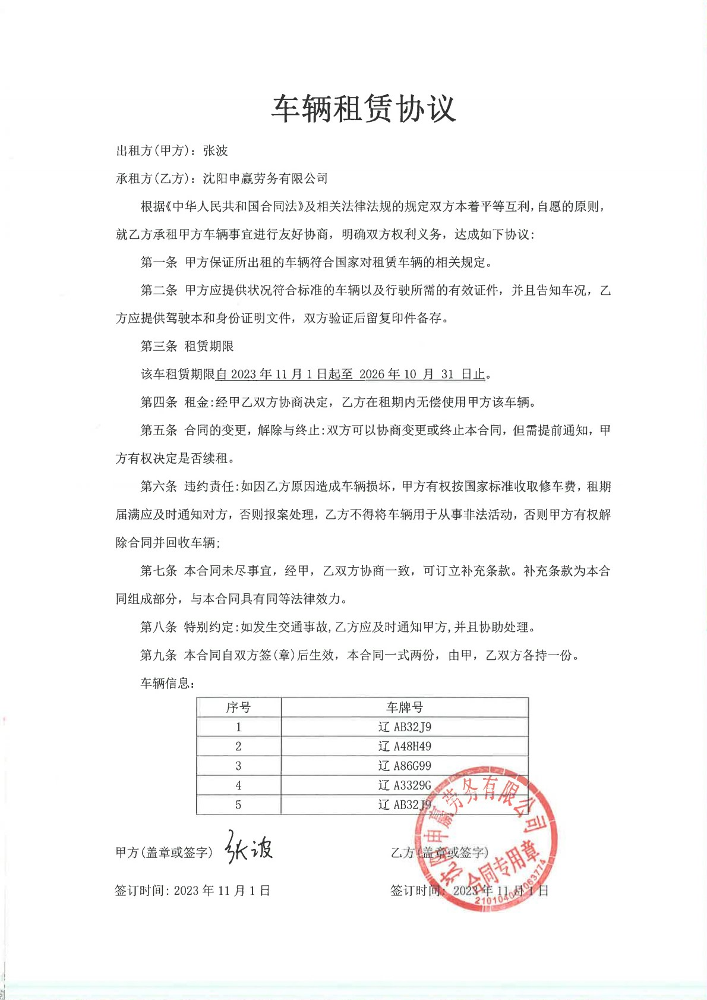 车辆租赁协议
出租方(甲方)：张波
承租方(乙方)：沈阳申赢劳务有限公司
根据《中华人民共和国合同法》及相关法律法规的规定双方本着平等互利,自愿的原则，
就乙方承租甲方车辆事宜进行友好协商，明确双方权利义务，达成如下协议:
第一条 甲方保证所出租的车辆符合国家对租赁车辆的相关规定。
第二条 甲方应提供状况符合标准的车辆以及行驶所需的有效证件，并且告知车况，乙
方应提供驾驶本和身份证明文件，双方验证后留复印件备存。
第三条 租赁期限
该车租赁期限自 2023 年 11 月 1 日起至 2026 年 10 月 31 日止。
第四条 租金:经甲乙双方协商决定，乙方在租期内无偿使用甲方该车辆。
第五条 合同的变更，解除与终止:双方可以协商变更或终止本合同，但需提前通知，甲
方有权决定是否续租。
第六条 违约责任:如因乙方原因造成车辆损坏，甲方有权按国家标准收取修车费，租期
届满应及时通知对方，否则报案处理，乙方不得将车辆用于从事非法活动，否则甲方有权解
除合同并回收车辆;
第七条 本合同未尽事宜，经甲，乙双方协商一致，可订立补充条款。补充条款为本合
同组成部分，与本合同具有同等法律效力。
第八条 特别约定:如发生交通事故,乙方应及时通知甲方,并且协助处理。
第九条 本合同自双方签(章)后生效，本合同一式两份，由甲，乙双方各持一份。
车辆信息：
序号 车牌号
1 辽 AB32J9
2 辽 A48H49
3 辽 A86G99
4 辽 A3329G
5 辽 AB32J9
甲方(盖章或签字) 张波 乙方(盖章或签字)
签订时间: 2023 年 11 月 1 日 签订时间: 2023 年 11 月 1 日
沈阳申赢劳务有限公司
合同专用章